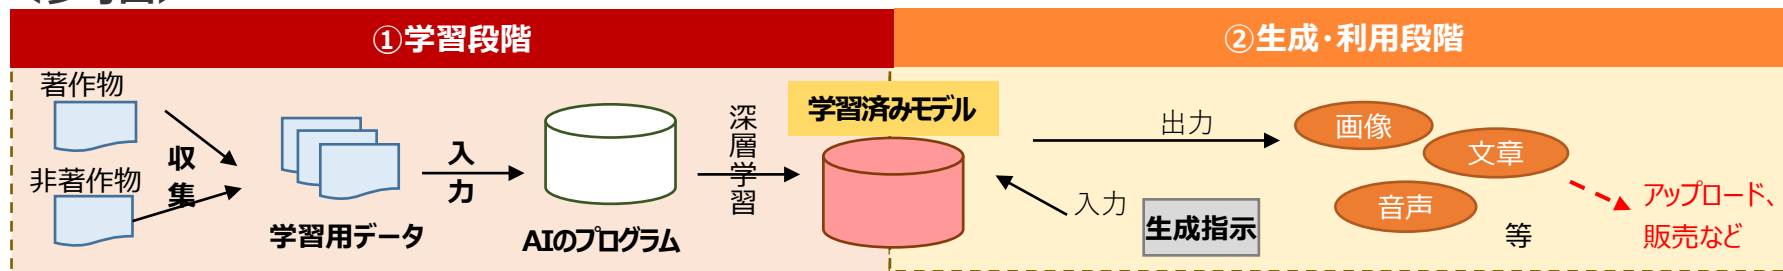 ①学習段階
②生成・利用段階
著作物
非著作物
収集
学習用データ
入力
AIのプログラム
深層学習
学習済みモデル
出力
入力
生成指示
画像
文章
音声
等
アップロード、
販売など